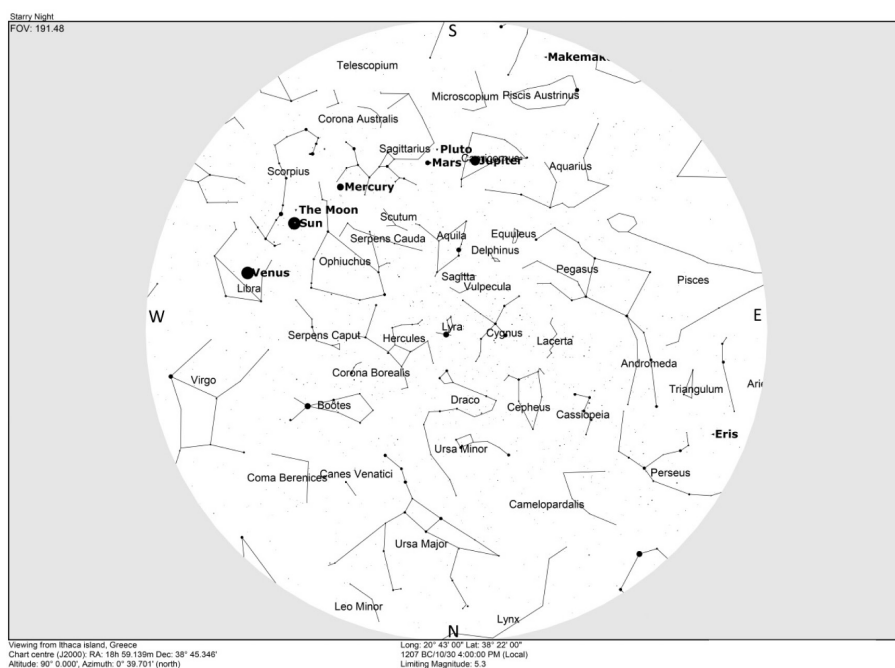 Starry Night
FOV: 191.48
S
Makemak
Telescopium
Microscopium
Piscis Austrinus
Corona Australis
Sagittarius
Pluto
Mars
Jupiter
Aquarius
Scorpius
Mercury
The Moon
Sun
Scutum
Serpens Cauda
Aquila
Equuleus
Delphinus
Ophiuchus
Venus
Libra
Sagitta
Vulpecula
Pegasus
Pisces
W
E
Serpens Caput
Hercules
Lyra
Cygnus
Lacerta
Andromeda
Virgo
Corona Borealis
Triangulum
Arie
Boötes
Draco
Cepheus
Cassiopeia
Eris
Ursa Minor
Perseus
Coma Berenices
Canes Venatici
Camelopardalis
Ursa Major
Leo Minor
Lynx
N
Viewing from Ithaca island, Greece
Chart centre (J2000): RA: 18h 59.139m Dec: 38° 45.346'
Altitude: 90° 0.000', Azimuth: 0° 39.701' (north)
Long: 20° 43' 00" Lat: 38° 22' 00"
1207 BC/10/30 4:00:00 PM (Local)
Limiting Magnitude: 5.3